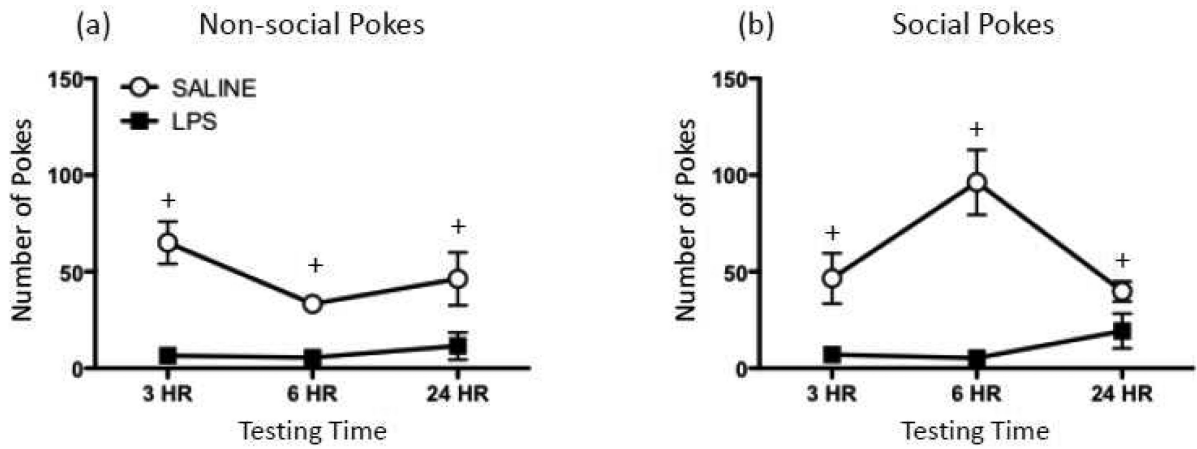 (a) Non-social Pokes
150
100
50
0
Number of Pokes
SALINE
LPS
+
+
+
3 HR 6 HR 24 HR
Testing Time
(b) Social Pokes
150
100
50
0
Number of Pokes
+
+
+
3 HR 6 HR 24 HR
Testing Time